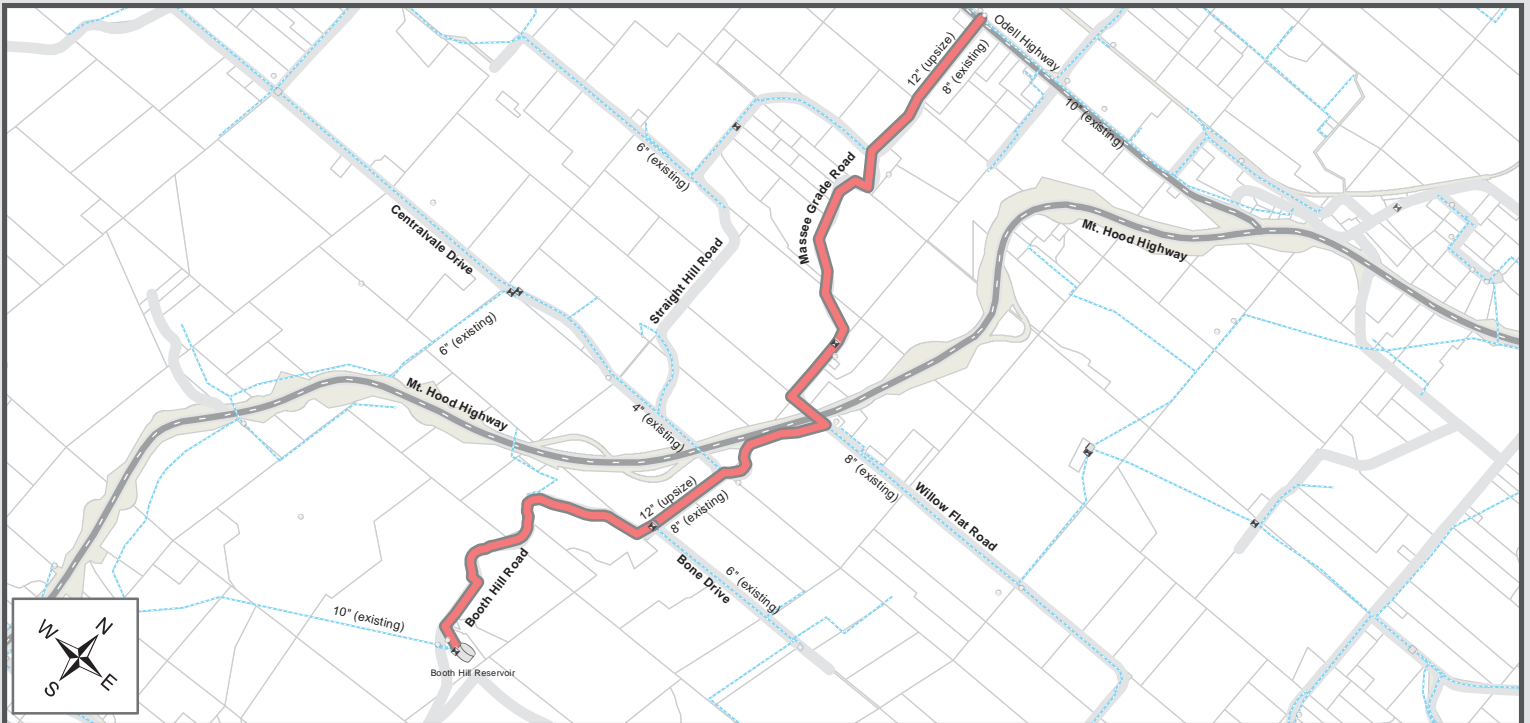 Odell Highway
12" (upsize)
8" (existing)
10" (existing)
6" (existing)
Massee Grade Road
Centralvale Drive
Mt. Hood Highway
Straight Hill Road
6" (existing)
Mt. Hood Highway
4" (existing)
8" (existing)
12" (upsize)
8" (existing)
Willow Flat Road
Booth Hill Road
Bone Drive
6" (existing)
10" (existing)
Booth Hill Reservoir
N
W
E
S